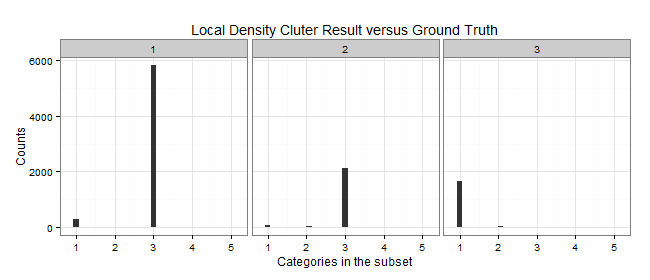 Local Density Cluter Result versus Ground Truth
1 2 3
6000
4000
2000
0
Counts
1 2 3 4 5 1 2 3 4 5 1 2 3 4 5
Categories in the subset